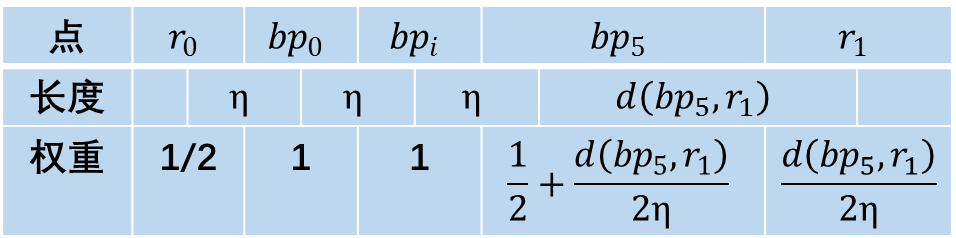 点 r₀ bp₀ bpᵢ bp₅ r₁
长度 η η η d(bp₅,r₁)
权重 1/2 1 1 1/2 + d(bp₅,r₁)/2η d(bp₅,r₁)/2η